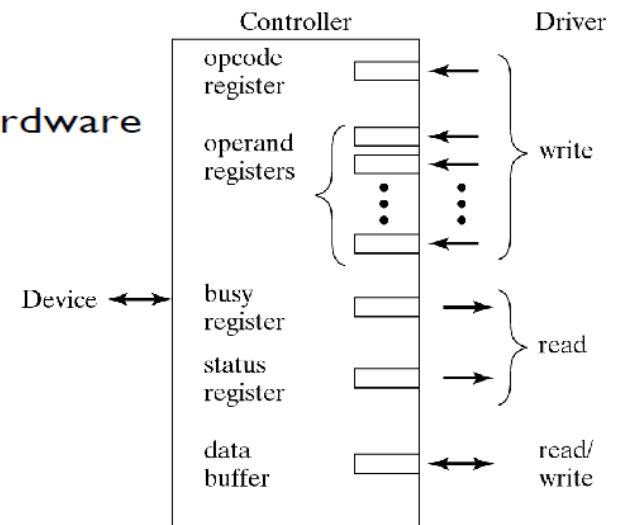 Controller
Driver
rdware
opcode
register
operand
registers
write
Device
busy
register
read
status
register
data
buffer
read/
write